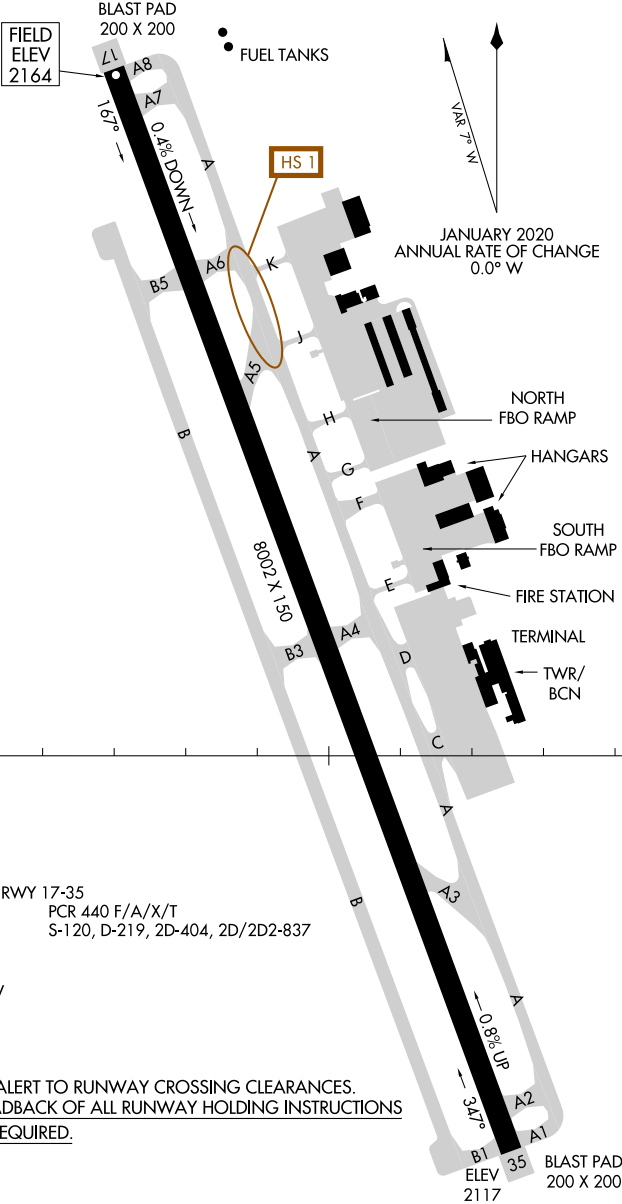 BLAST PAD
200 X 200
FIELD
ELEV
2164
17
A8
FUEL TANKS
A7
167°
0.4% DOWN
A
VAR 7° W
HS 1
JANUARY 2020
ANNUAL RATE OF CHANGE
0.0° W
K
A6
B5
J
A5
NORTH
FBO RAMP
H
B
A
HANGARS
G
F
SOUTH
FBO RAMP
8002 X 150
E
FIRE STATION
A4
TERMINAL
B3
D
TWR/
BCN
C
A
RWY 17-35
PCR 440 F/A/X/T
S-120, D-219, 2D-404, 2D/2D2-837
A3
B
A
0.8% UP
ALERT TO RUNWAY CROSSING CLEARANCES.
ADBACK OF ALL RUNWAY HOLDING INSTRUCTIONS
EQUIRED.
347°
A2
A1
B1
35
ELEV
2117
BLAST PAD
200 X 200